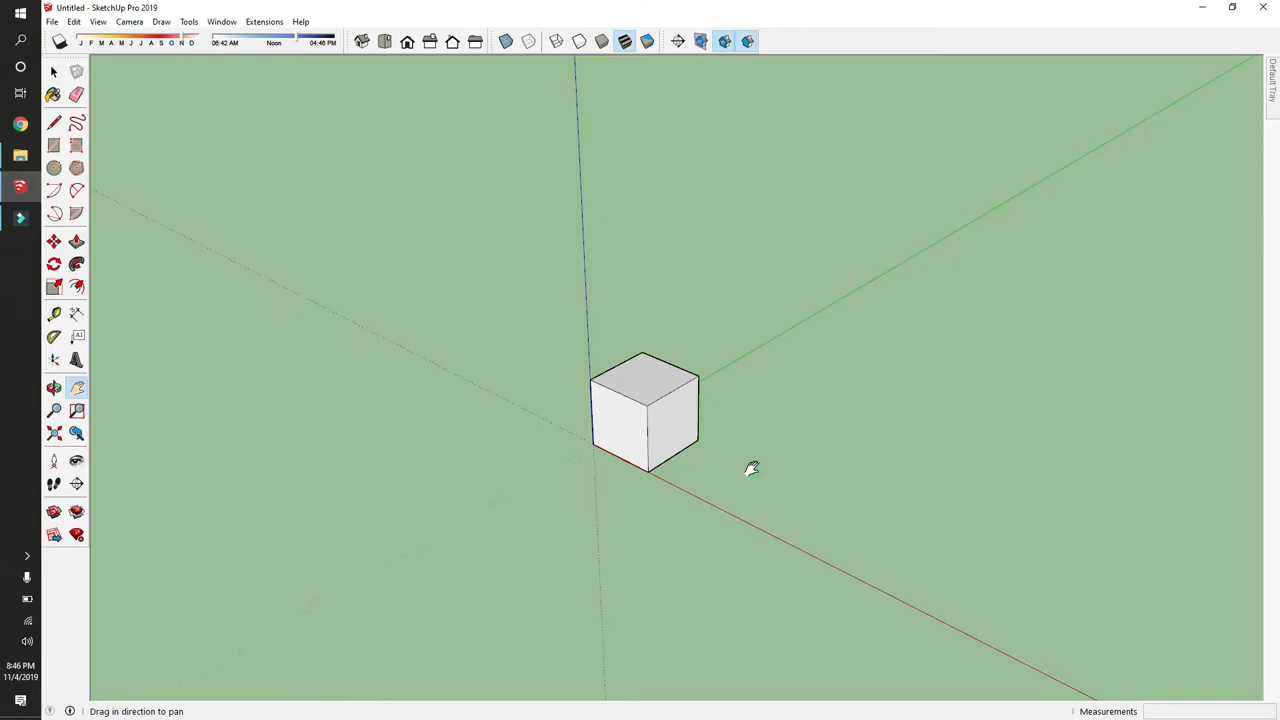 Untitled - SketchUp Pro 2019
File Edit View Camera Draw Tools Window Extensions Help
J F M A M J J A S O N D 06:42 AM Noon 04:46 PM
Default Tray
A1
8:46 PM
11/4/2019
Drag in direction to pan
Measurements